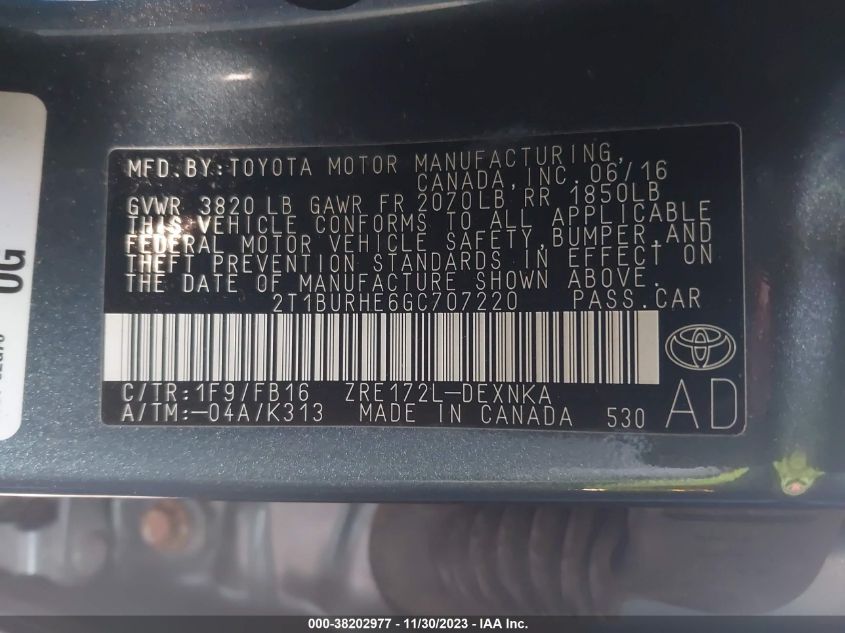 MFD.BY:TOYOTA MOTOR MANUFACTURING,
CANADA, INC. 06/16
GVWR 3820 LB GAWR FR 2070LB RR 1850LB
THIS VEHICLE CONFORMS TO ALL APPLICABLE
FEDERAL MOTOR VEHICLE SAFETY,BUMPER,AND
THEFT PREVENTION STANDARDS IN EFFECT ON
THE DATE OF MANUFACTURE SHOWN ABOVE.
2T1BURHE6GC707220 PASS.CAR
C/TR:1F9/FB16 ZRE172L-DEXNKA
A/TM:-04A/K313 MADE IN CANADA 530
AD
OG
000-38202977 - 11/30/2023 - IAA Inc.